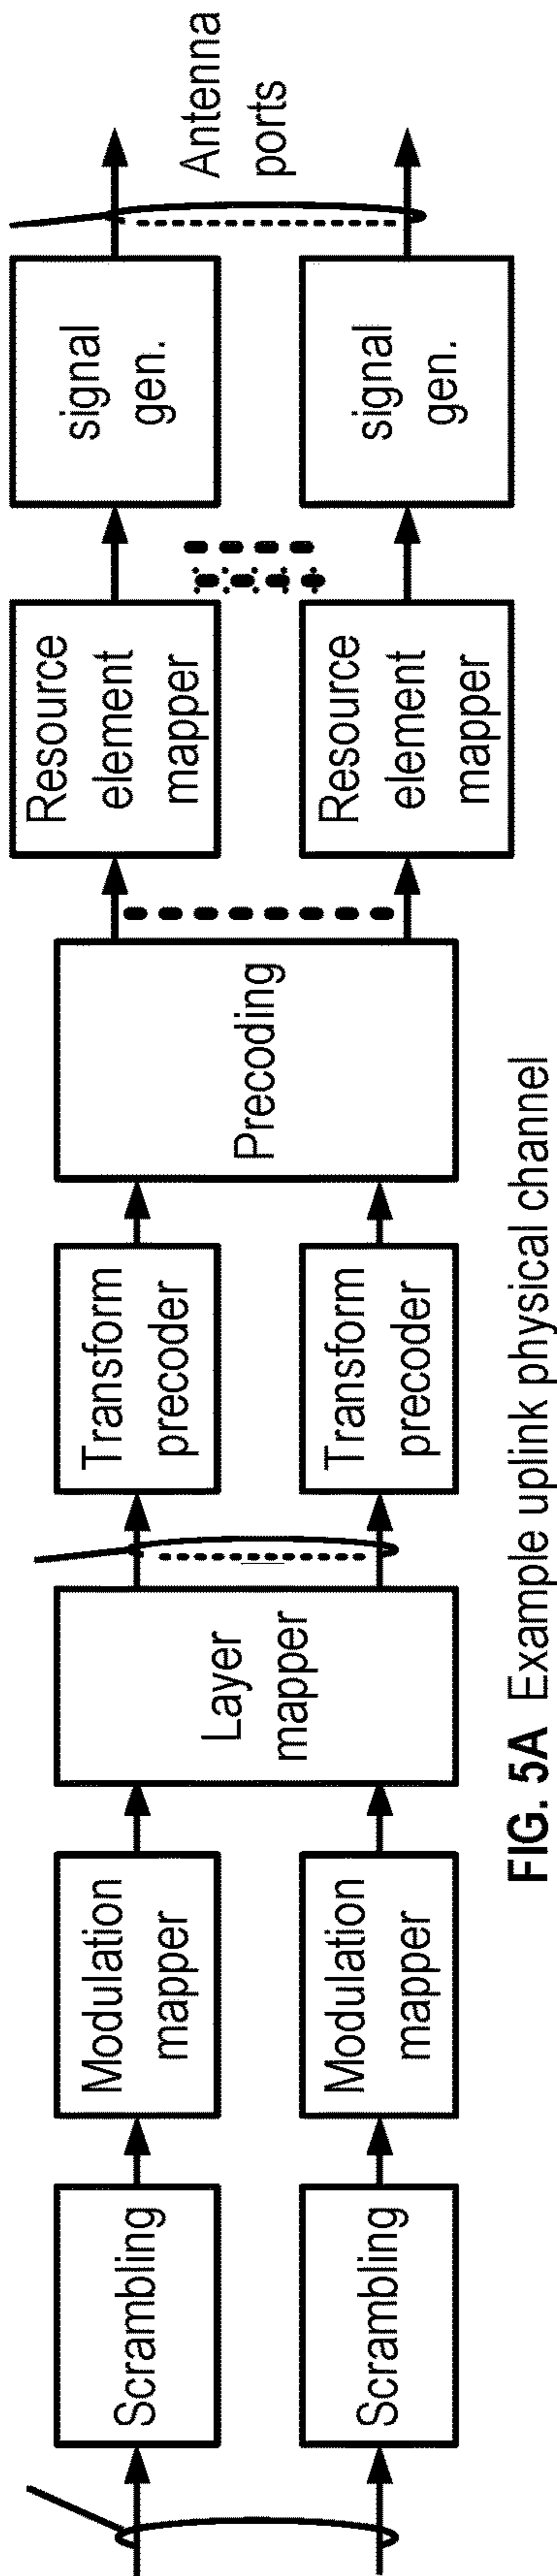 Scrambling
Scrambling
Modulation
mapper
Modulation
mapper
Layer
mapper
Transform
precoder
Transform
precoder
Precoding
Resource
element
mapper
Resource
element
mapper
signal
gen.
signal
gen.
Antenna
ports
FIG. 5A Example uplink physical channel